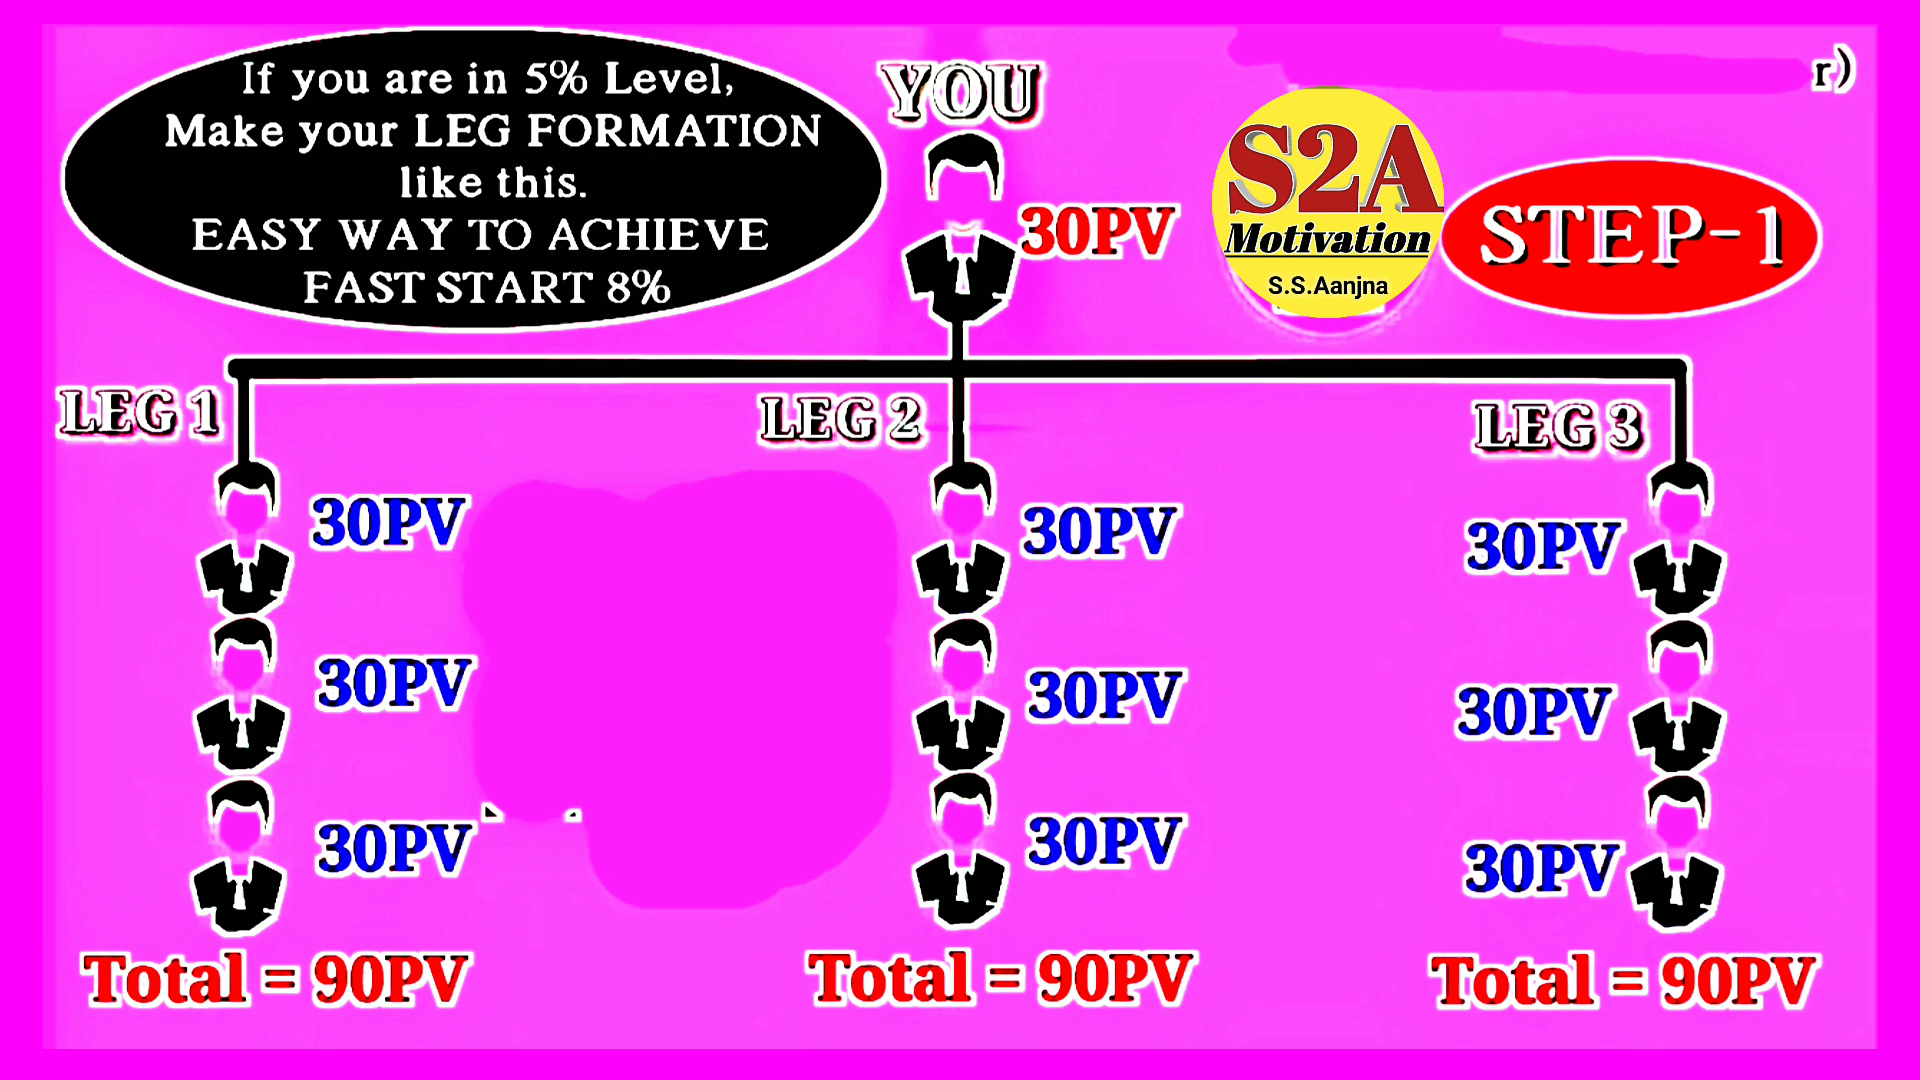 If you are in 5% Level,
Make your LEG FORMATION
like this.
EASY WAY TO ACHIEVE
FAST START 8%
YOU
30PV
S2A
Motivation
S.S.Aanjna
r)
STEP-1
LEG 1
LEG 2
LEG 3
30PV
30PV
30PV
30PV
30PV
30PV
30PV
30PV
30PV
Total = 90PV
Total = 90PV
Total = 90PV